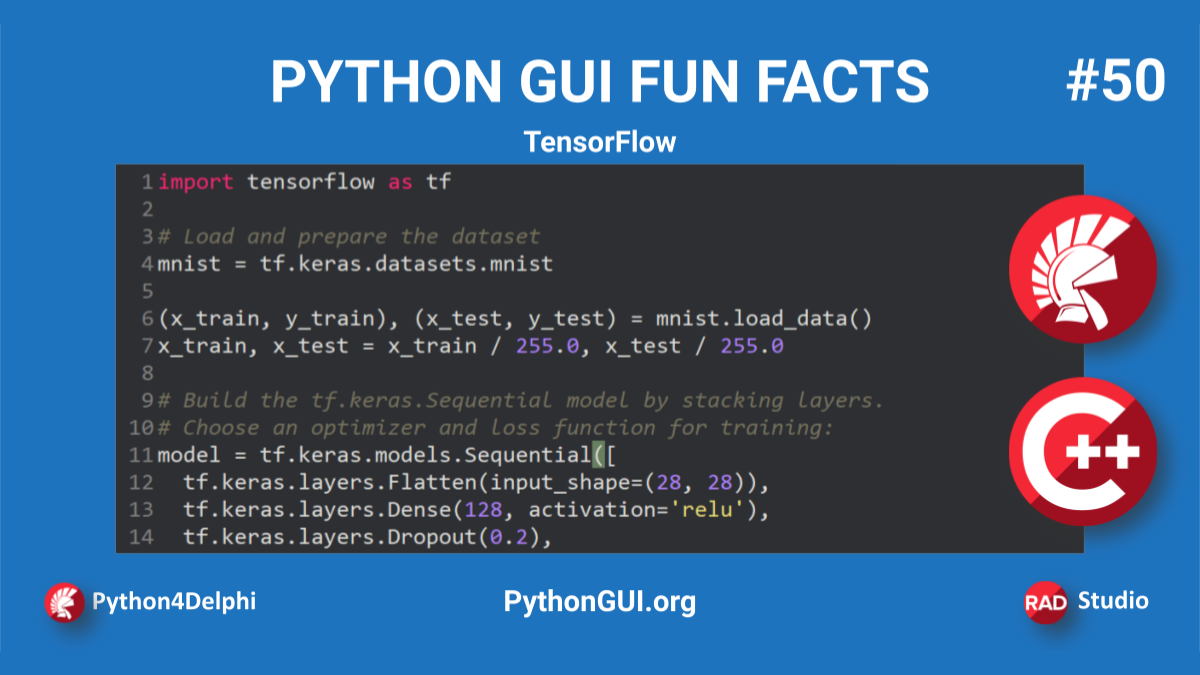 PYTHON GUI FUN FACTS
#50
TensorFlow
1 import tensorflow as tf
2
3 # Load and prepare the dataset
4 mnist = tf.keras.datasets.mnist
5
6 (x_train, y_train), (x_test, y_test) = mnist.load_data()
7 x_train, x_test = x_train / 255.0, x_test / 255.0
8
9 # Build the tf.keras.Sequential model by stacking layers.
10 # Choose an optimizer and loss function for training:
11 model = tf.keras.models.Sequential([
12   tf.keras.layers.Flatten(input_shape=(28, 28)),
13   tf.keras.layers.Dense(128, activation='relu'),
14   tf.keras.layers.Dropout(0.2),
C++
Python4Delphi
PythonGUI.org
RAD Studio